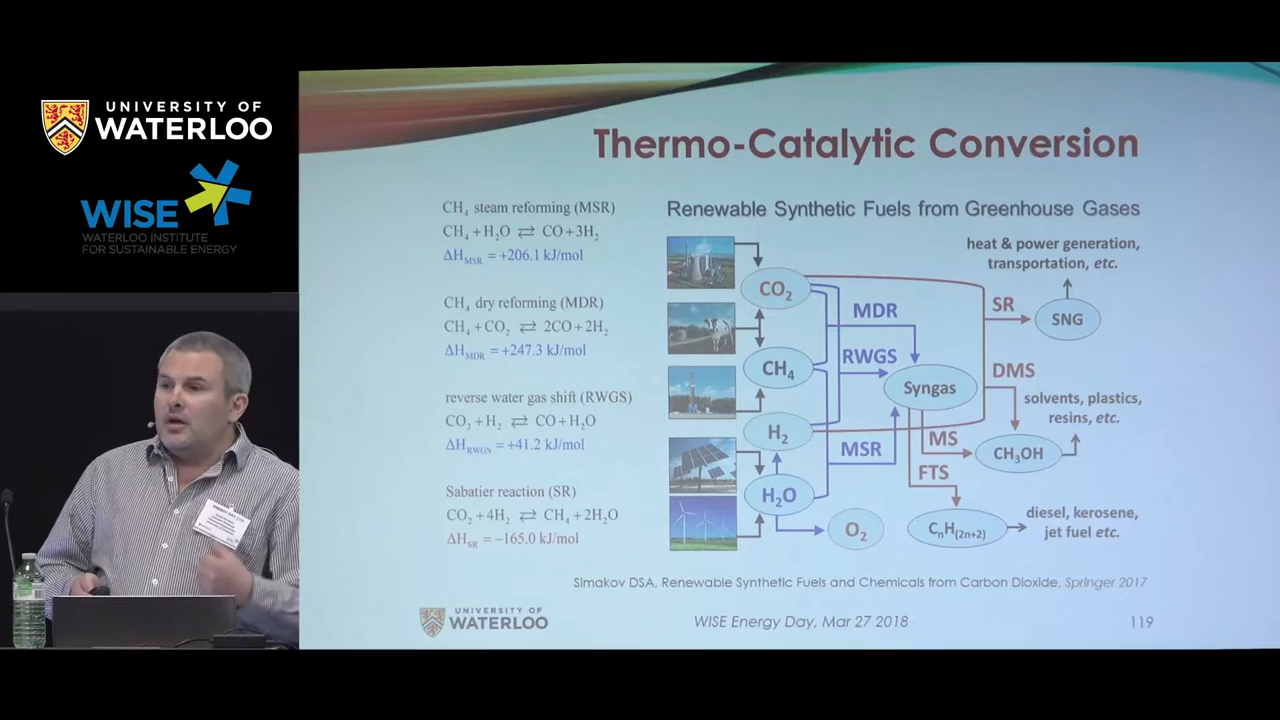 UNIVERSITY OF
WATERLOO
WISE
WATERLOO INSTITUTE
FOR SUSTAINABLE ENERGY
Thermo-Catalytic Conversion
CH₄ steam reforming (MSR)
CH₄ + H₂O ⇄ CO + 3H₂
ΔH_MSR = +206.1 kJ/mol
CH₄ dry reforming (MDR)
CH₄ + CO₂ ⇄ 2CO + 2H₂
ΔH_MDR = +247.3 kJ/mol
reverse water gas shift (RWGS)
CO₂ + H₂ ⇄ CO + H₂O
ΔH_RWGS = +41.2 kJ/mol
Sabatier reaction (SR)
CO₂ + 4H₂ ⇄ CH₄ + 2H₂O
ΔH_SR = −165.0 kJ/mol
Renewable Synthetic Fuels from Greenhouse Gases
heat & power generation,
transportation, etc.
CO₂
MDR
SR
SNG
RWGS
CH₄
Syngas
DMS
solvents, plastics,
resins, etc.
H₂
MSR
MS
CH₃OH
FTS
H₂O
O₂
CₙH₍₂ₙ₊₂₎
diesel, kerosene,
jet fuel etc.
Simakov DSA, Renewable Synthetic Fuels and Chemicals from Carbon Dioxide, Springer 2017
UNIVERSITY OF
WATERLOO
WISE Energy Day, Mar 27 2018
119